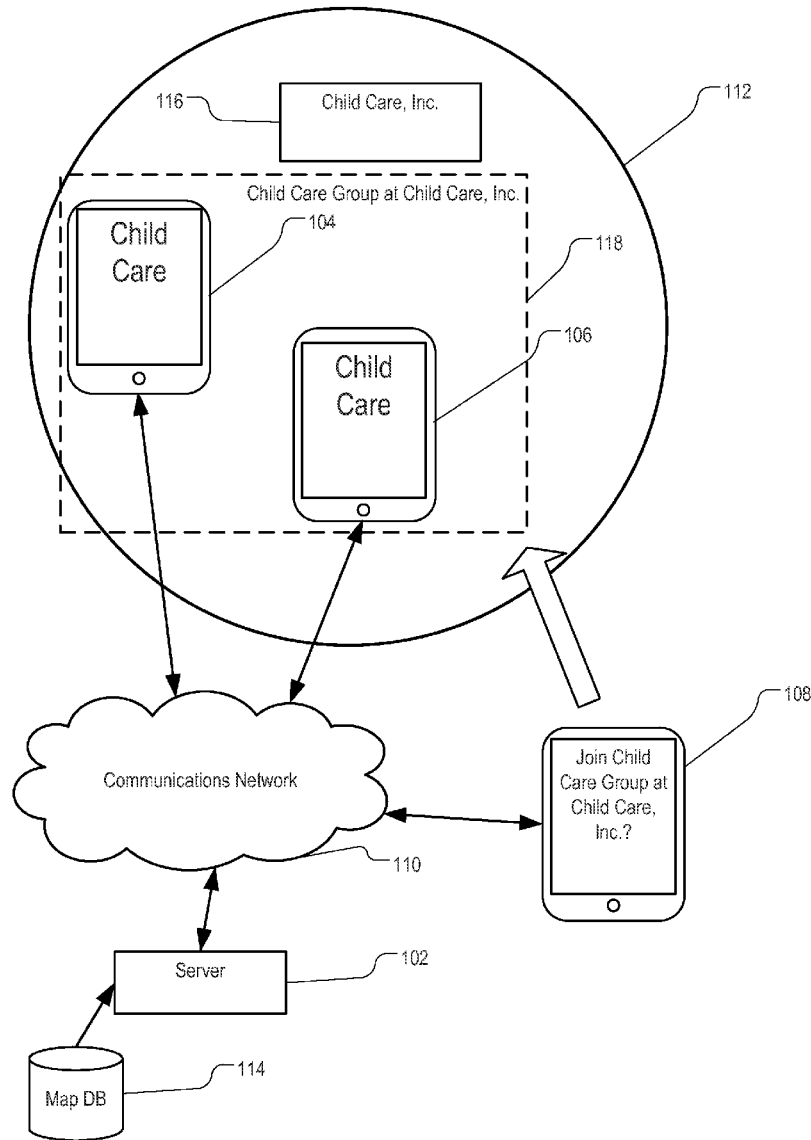 Child Care, Inc.
116
112
Child Care Group at Child Care, Inc.
Child
Care
104
118
Child
Care
106
108
Join Child
Care Group at
Child Care,
Inc.?
Communications Network
110
Server
102
Map DB
114